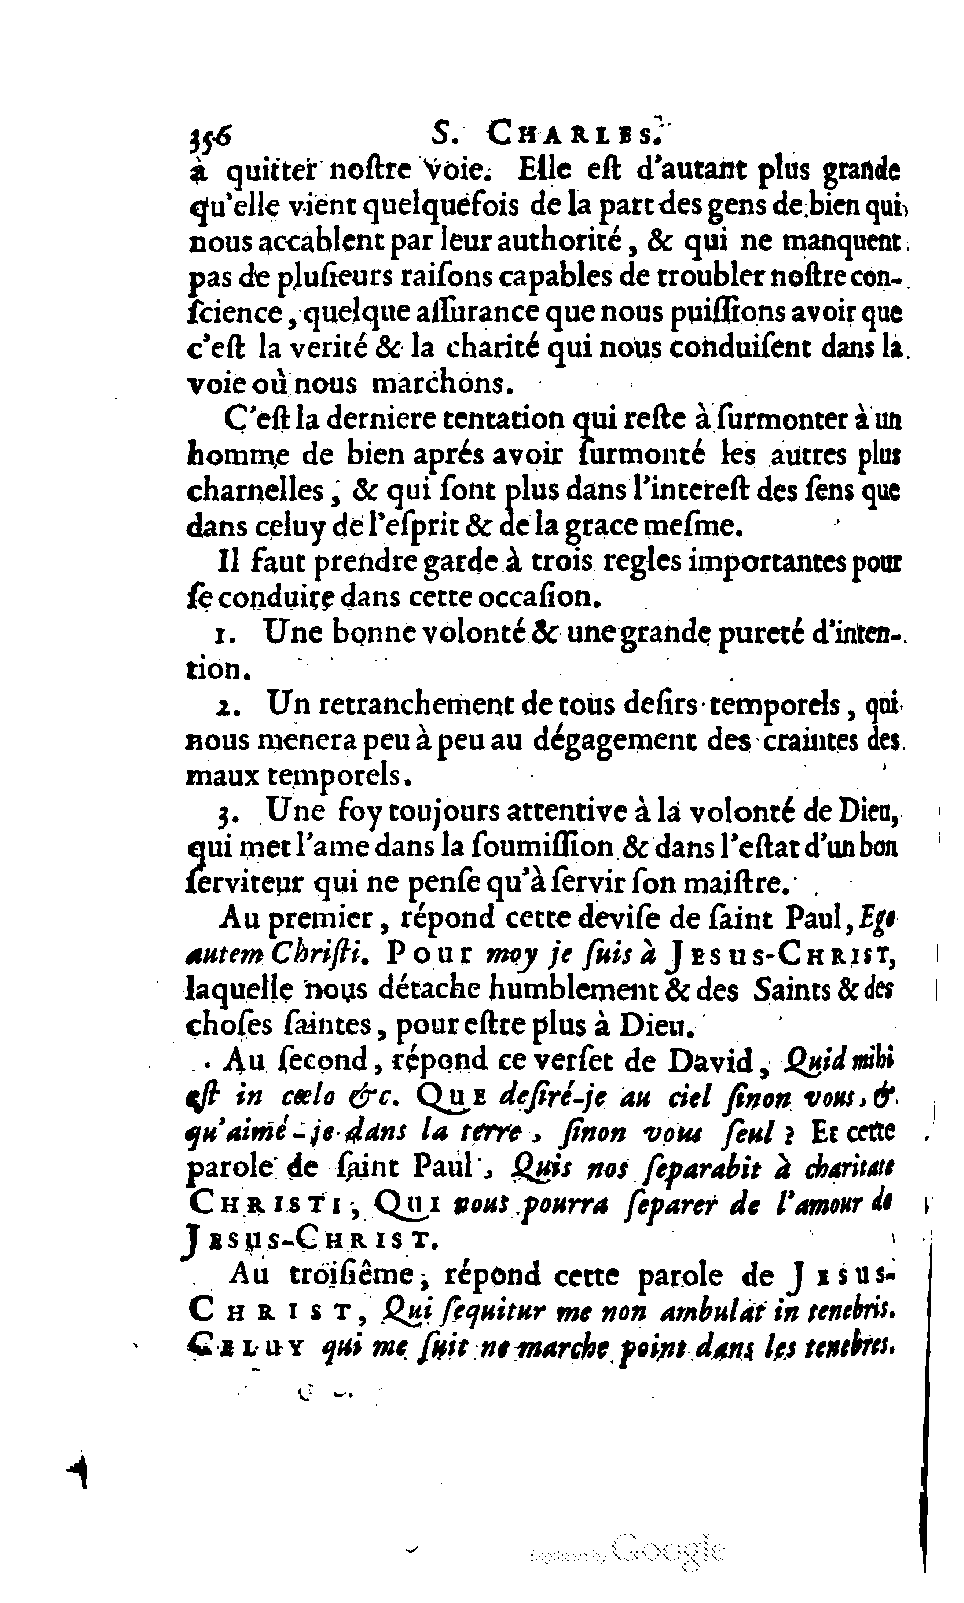 356 S. CHARLES.
à quitter noſtre voie. Elle eſt d'autant plus grande
qu'elle vient quelquefois de la part des gens de bien qui
nous accablent par leur authorité, & qui ne manquent
pas de pluſieurs raiſons capables de troubler noſtre con-
ſcience, quelque aſſurance que nous puiſſions avoir que
c'eſt la verité & la charité qui nous conduiſent dans la
voie où nous marchons.
C'eſt la derniere tentation qui reſte à ſurmonter à un
homme de bien aprés avoir ſurmonté les autres plus
charnelles, & qui ſont plus dans l'intereſt des ſens que
dans celuy de l'eſprit & de la grace meſme.
Il faut prendre garde à trois regles importantes pour
ſe conduire dans cette occaſion.
1. Une bonne volonté & une grande pureté d'inten-
tion.
2. Un retranchement de tous deſirs temporels, qui
nous menera peu à peu au dégagement des craintes des
maux temporels.
3. Une foy toujours attentive à la volonté de Dieu,
qui met l'ame dans la ſoumiſſion & dans l'eſtat d'un bon
ſerviteur qui ne penſe qu'à ſervir ſon maiſtre.
Au premier, répond cette deviſe de ſaint Paul, Ego
autem Chriſti. Pour moy je ſuis à JESUS-CHRIST,
laquelle nous détache humblement & des Saints & des
choſes ſaintes, pour eſtre plus à Dieu.
Au ſecond, répond ce verſet de David, Quid mihi
eſt in cœlo &c. QUE deſiré-je au ciel ſinon vous, &
qu'aimé-je dans la terre, ſinon vous ſeul? Et cette
parole de ſaint Paul, Quis nos ſeparabit à charitate
CHRISTI, QUI nous pourra ſeparer de l'amour de
JESUS-CHRIST.
Au troiſiême, répond cette parole de JESUS-
CHRIST, Qui ſequitur me non ambulat in tenebris.
CELUY qui me ſuit ne marche point dans les tenebres.
Digitized by Google